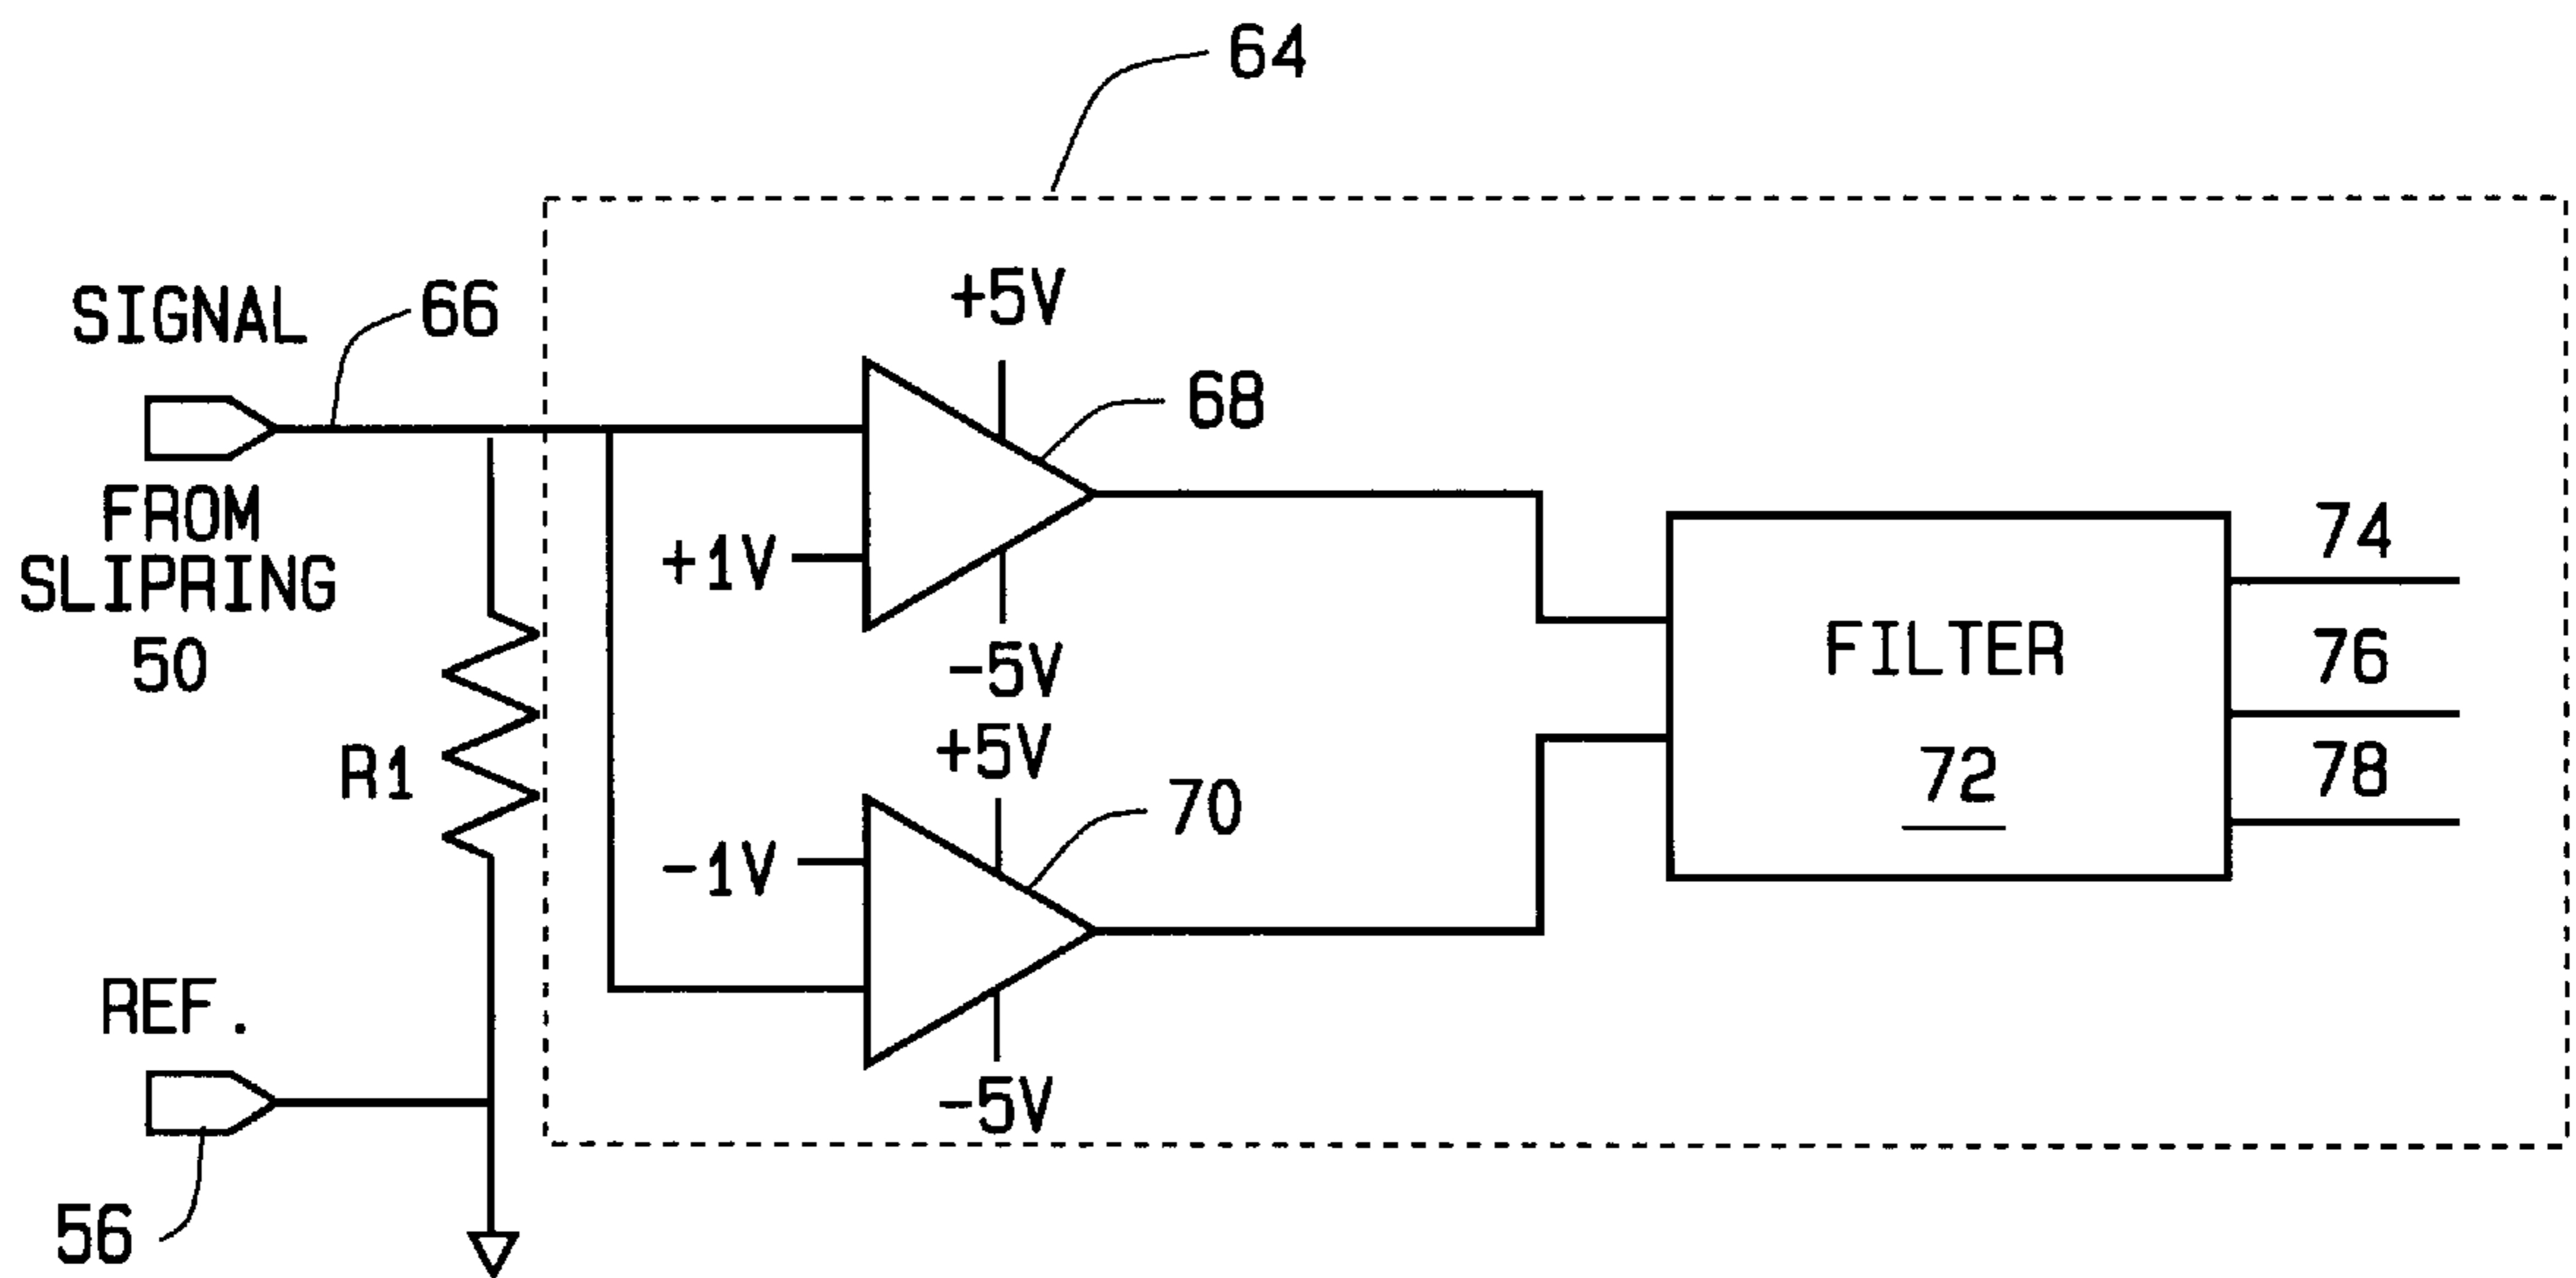 64
SIGNAL
66
FROM
SLIPRING
50
+5V
68
+1V
-5V
R1
+5V
70
-1V
-5V
FILTER
72
74
76
78
REF.
56